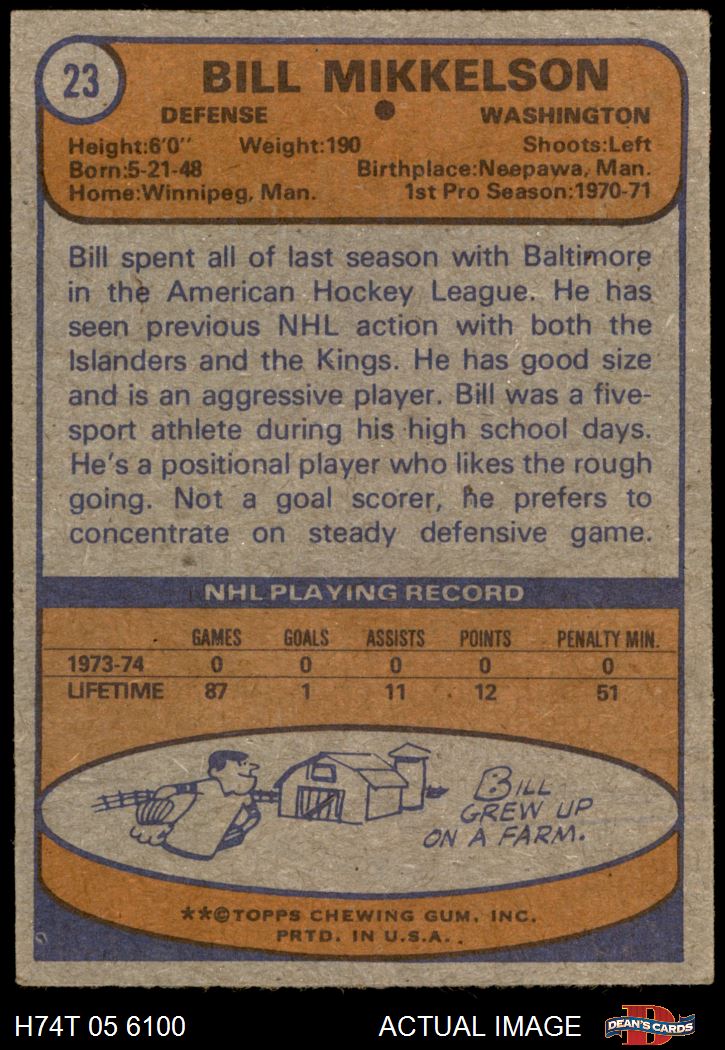 23
BILL MIKKELSON
DEFENSE WASHINGTON
Height:6'0" Weight:190 Shoots:Left
Born:5-21-48 Birthplace:Neepawa, Man.
Home:Winnipeg, Man. 1st Pro Season:1970-71
Bill spent all of last season with Baltimore
in the American Hockey League. He has
seen previous NHL action with both the
Islanders and the Kings. He has good size
and is an aggressive player. Bill was a five-
sport athlete during his high school days.
He's a positional player who likes the rough
going. Not a goal scorer, he prefers to
concentrate on steady defensive game.
NHL PLAYING RECORD
GAMES GOALS ASSISTS POINTS PENALTY MIN.
1973-74 0 0 0 0 0
LIFETIME 87 1 11 12 51
BILL
GREW UP
ON A FARM.
**©TOPPS CHEWING GUM, INC.
PRTD. IN U.S.A.
H74T 05 6100 ACTUAL IMAGE
D
DEAN'S CARDS